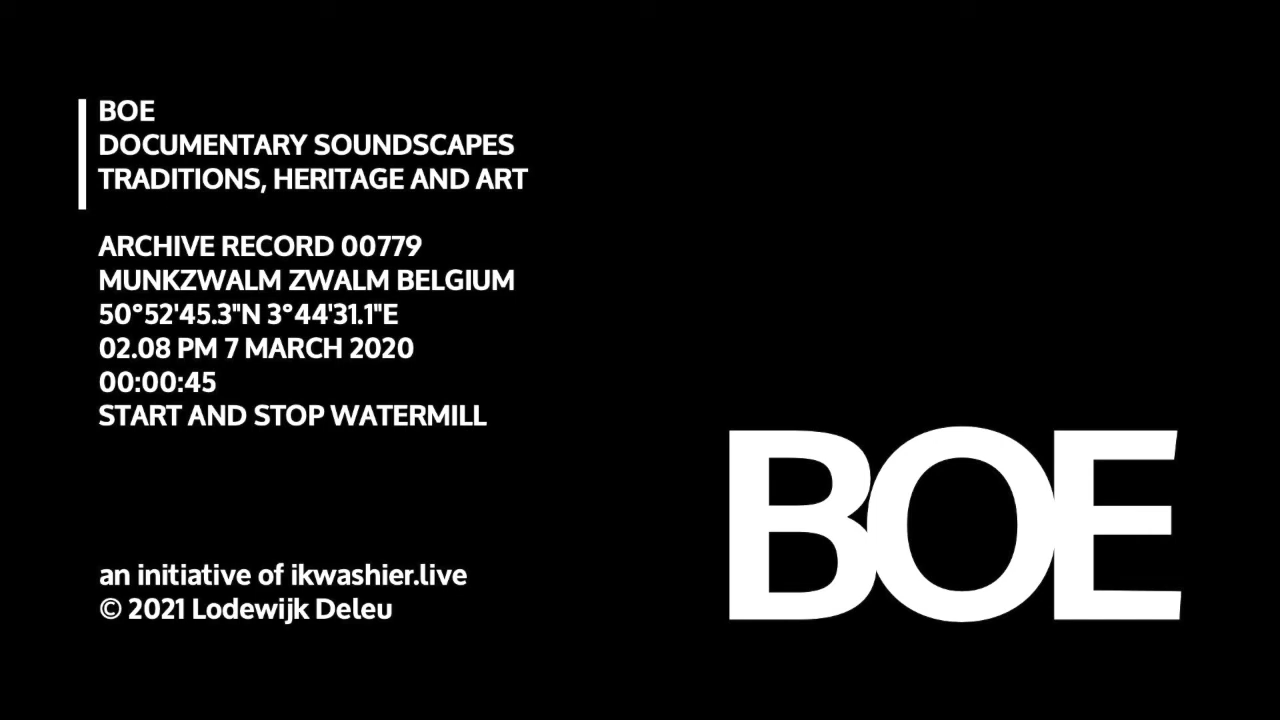 BOE
DOCUMENTARY SOUNDSCAPES
TRADITIONS, HERITAGE AND ART
ARCHIVE RECORD 00779
MUNKZWALM ZWALM BELGIUM
50°52'45.3"N 3°44'31.1"E
02.08 PM 7 MARCH 2020
00:00:45
START AND STOP WATERMILL
an initiative of ikwashier.live
© 2021 Lodewijk Deleu
BOE